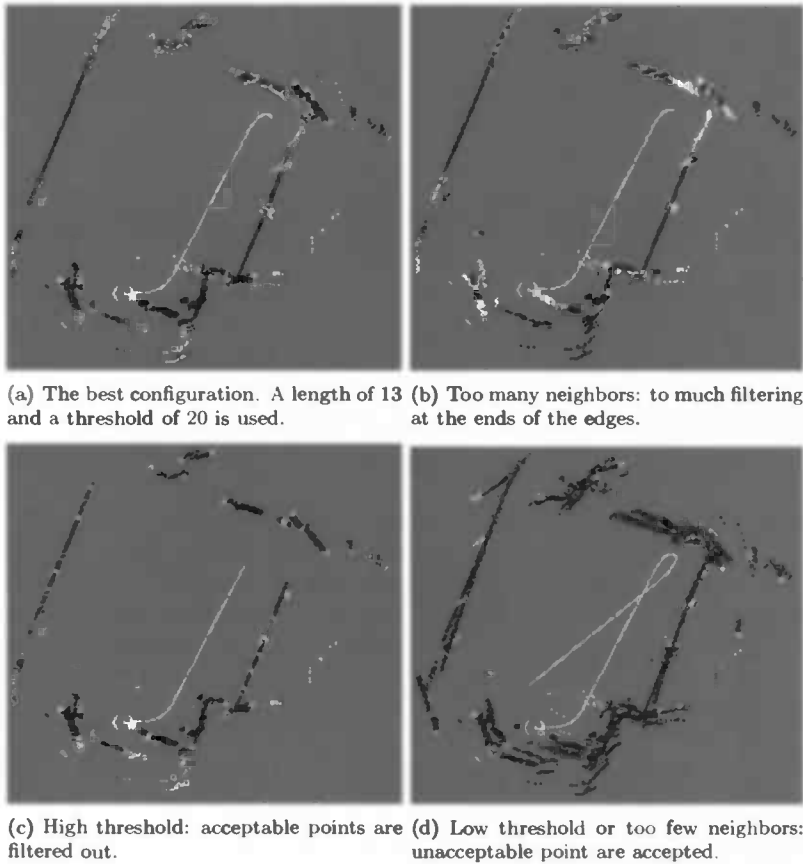 (a) The best configuration. A length of 13
and a threshold of 20 is used.
(b) Too many neighbors: to much filtering
at the ends of the edges.
(c) High threshold: acceptable points are
filtered out.
(d) Low threshold or too few neighbors:
unacceptable point are accepted.